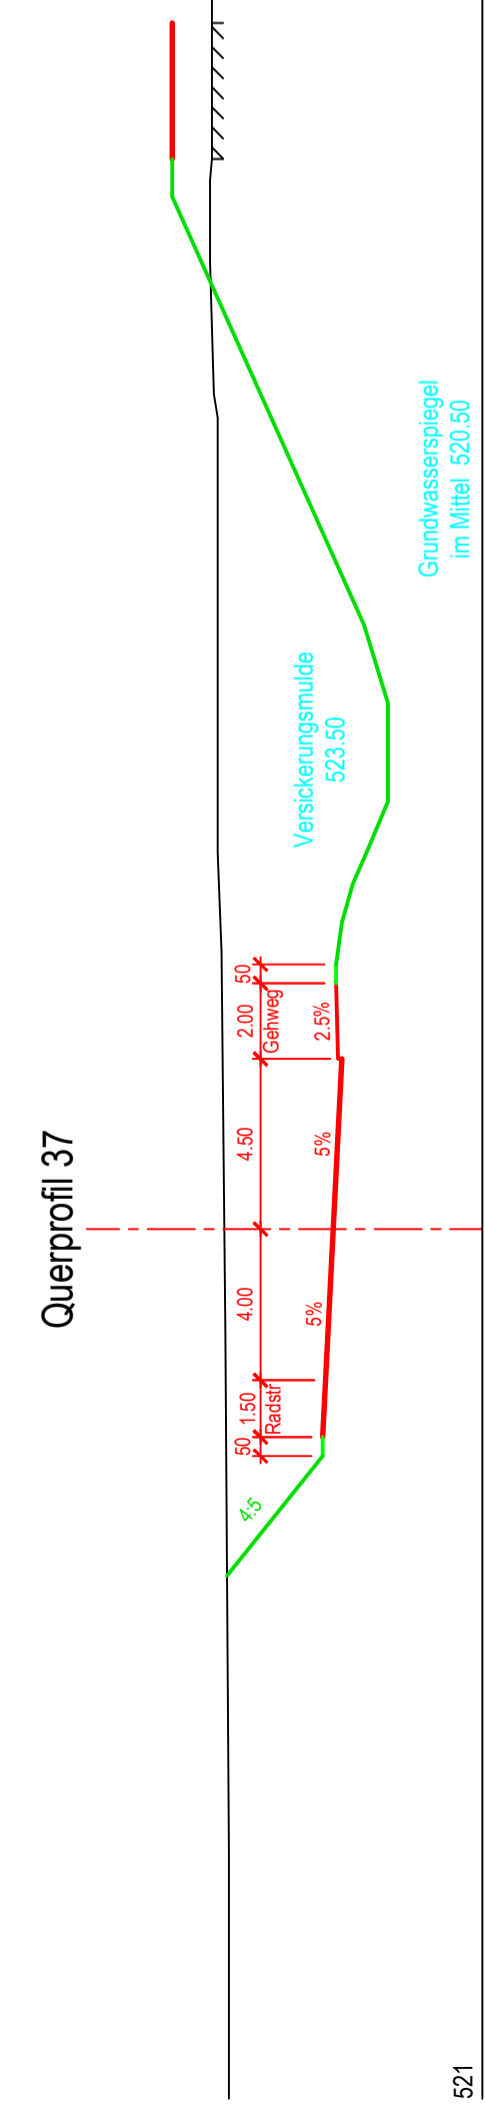 Querprofil 37
50
1.50
4.00
4.50
2.00
50
Radstr
Gehweg
4:5
5%
5%
2.5%
Versickerungsmulde
523.50
Grundwasserspiegel
im Mittel 520.50
521